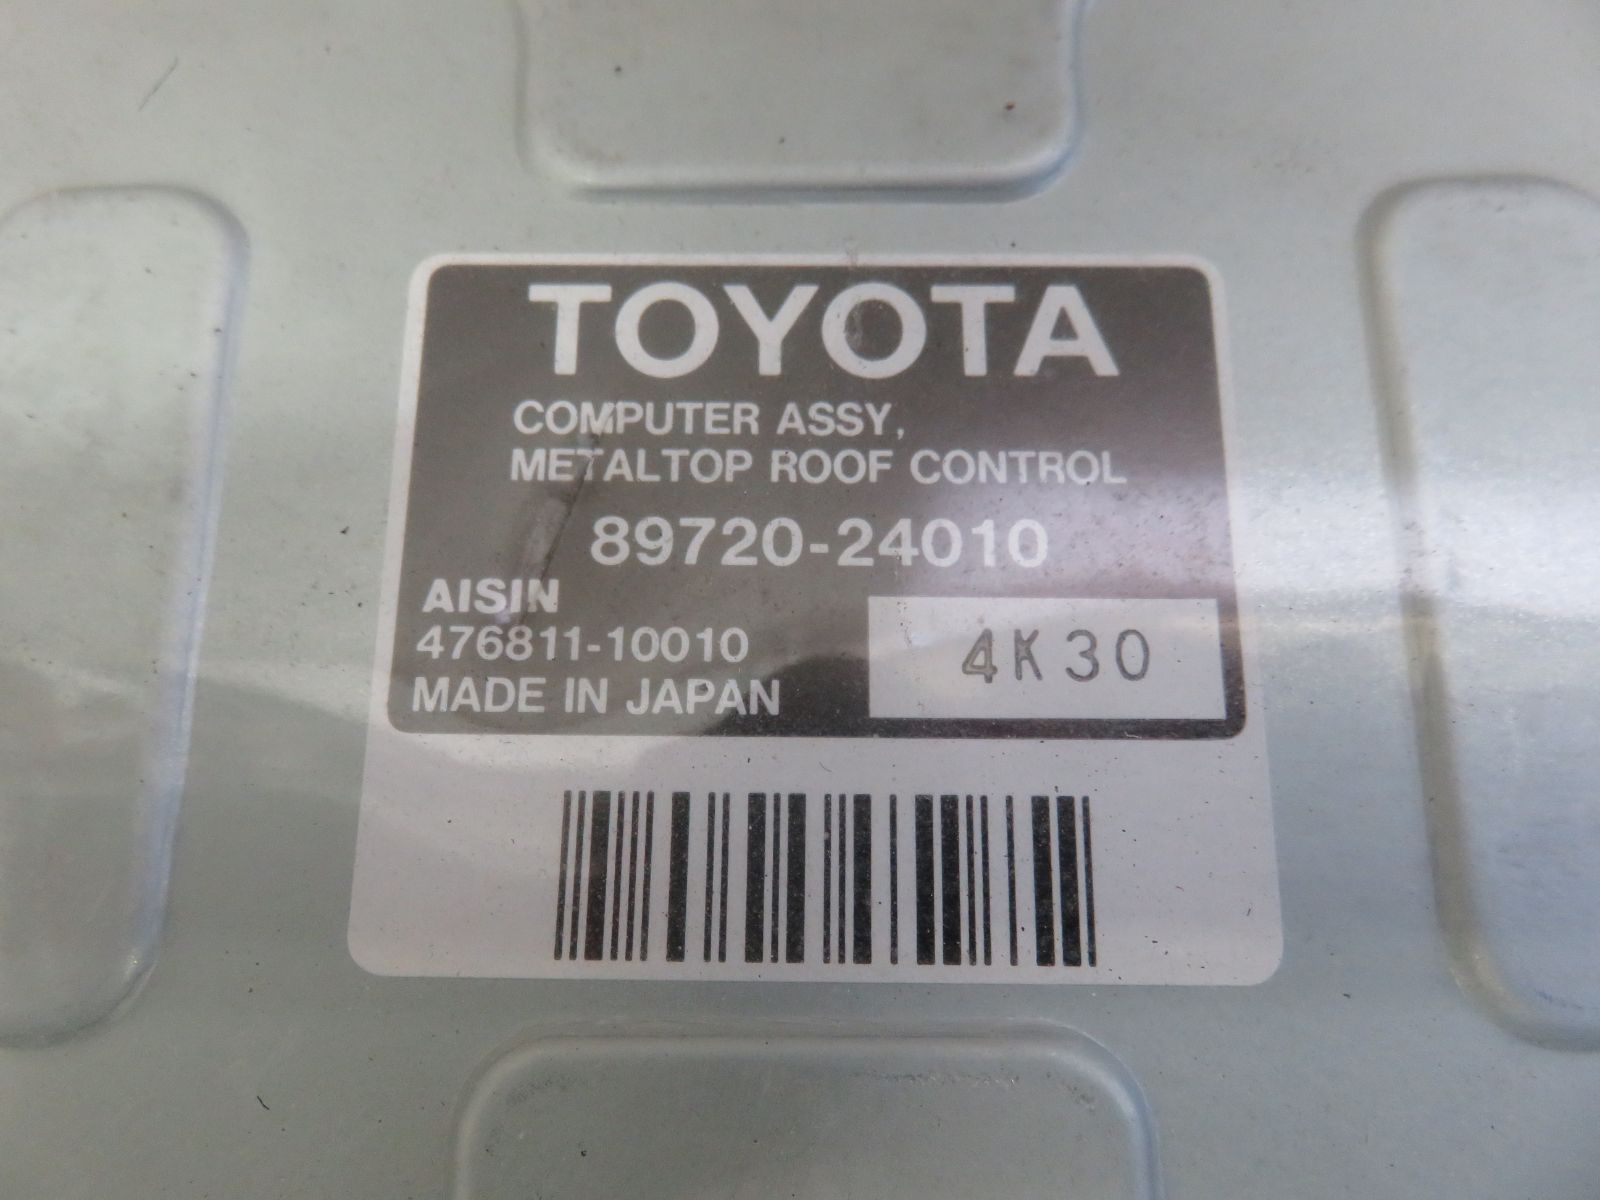 TOYOTA
COMPUTER ASSY,
METALTOP ROOF CONTROL
89720-24010
AISIN
476811-10010
MADE IN JAPAN
4K30